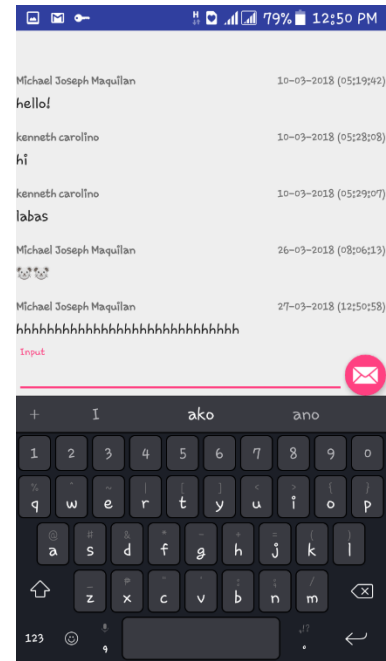 H 79% 12:50 PM
Michael Joseph Maquilan 10-03-2018 (05:19:42)
hello!
kenneth carolino 10-03-2018 (05:28:08)
hi
kenneth carolino 10-03-2018 (05:29:07)
labas
Michael Joseph Maquilan 26-03-2018 (08:06:13)
🐭🐭
Michael Joseph Maquilan 27-03-2018 (12:50:58)
hhhhhhhhhhhhhhhhhhhhhhhhhhhhhh
Input
+ I ako ano
1 2 3 4 5 6 7 8 9 0
q w e r t y u i o p
a s d f g h j k l
z x c v b n m
123 , .